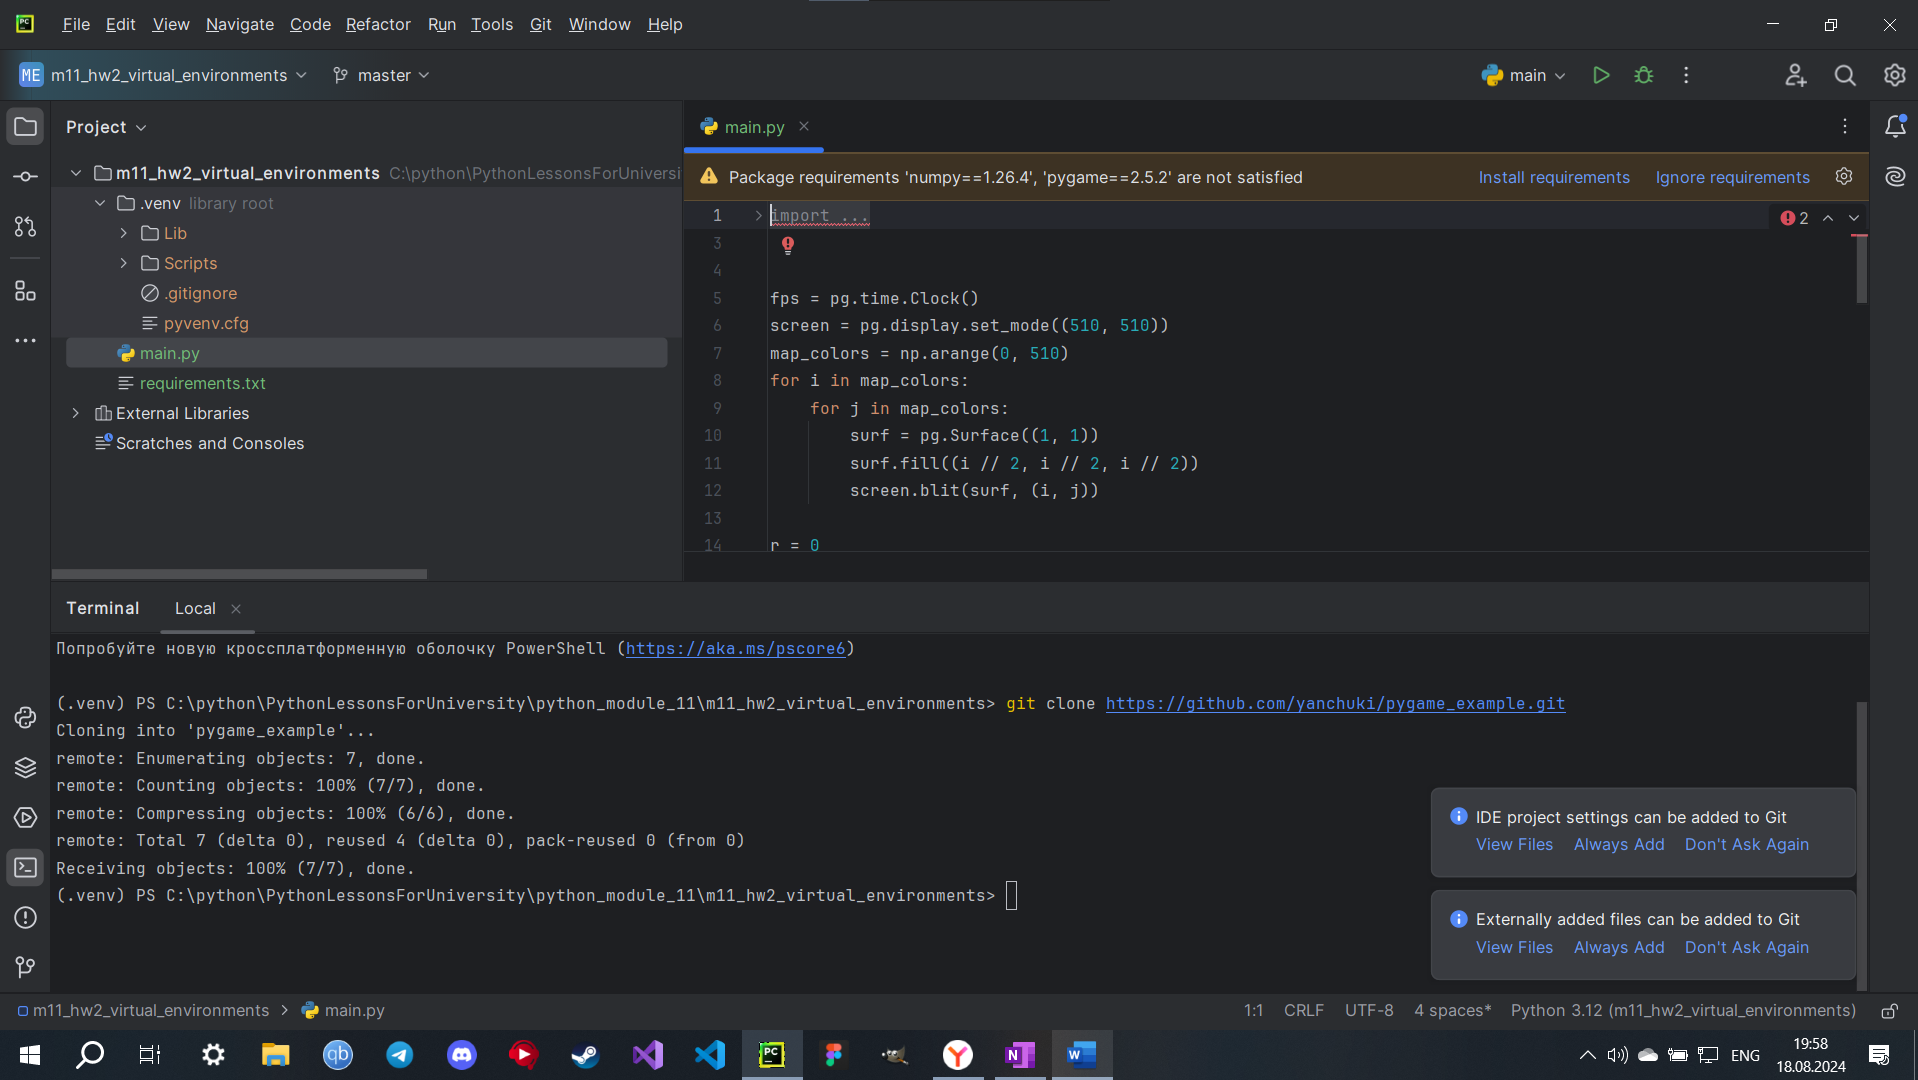 File Edit View Navigate Code Refactor Run Tools Git Window Help
ME m11_hw2_virtual_environments master main
Project
m11_hw2_virtual_environments C:\python\PythonLessonsForUniversi
.venv library root
Lib
Scripts
.gitignore
pyvenv.cfg
main.py
requirements.txt
External Libraries
Scratches and Consoles
main.py
Package requirements 'numpy==1.26.4', 'pygame==2.5.2' are not satisfied Install requirements Ignore requirements
1 import ... 2
3
4
5 fps = pg.time.Clock()
6 screen = pg.display.set_mode((510, 510))
7 map_colors = np.arange(0, 510)
8 for i in map_colors:
9 for j in map_colors:
10 surf = pg.Surface((1, 1))
11 surf.fill((i // 2, i // 2, i // 2))
12 screen.blit(surf, (i, j))
13
14 r = 0
Terminal Local
Попробуйте новую кроссплатформенную оболочку PowerShell (https://aka.ms/pscore6)
(.venv) PS C:\python\PythonLessonsForUniversity\python_module_11\m11_hw2_virtual_environments> git clone https://github.com/yanchuki/pygame_example.git
Cloning into 'pygame_example'...
remote: Enumerating objects: 7, done.
remote: Counting objects: 100% (7/7), done.
remote: Compressing objects: 100% (6/6), done.
remote: Total 7 (delta 0), reused 4 (delta 0), pack-reused 0 (from 0)
Receiving objects: 100% (7/7), done.
(.venv) PS C:\python\PythonLessonsForUniversity\python_module_11\m11_hw2_virtual_environments>
IDE project settings can be added to Git
View Files Always Add Don't Ask Again
Externally added files can be added to Git
View Files Always Add Don't Ask Again
m11_hw2_virtual_environments main.py 1:1 CRLF UTF-8 4 spaces* Python 3.12 (m11_hw2_virtual_environments)
ENG
19:58
18.08.2024